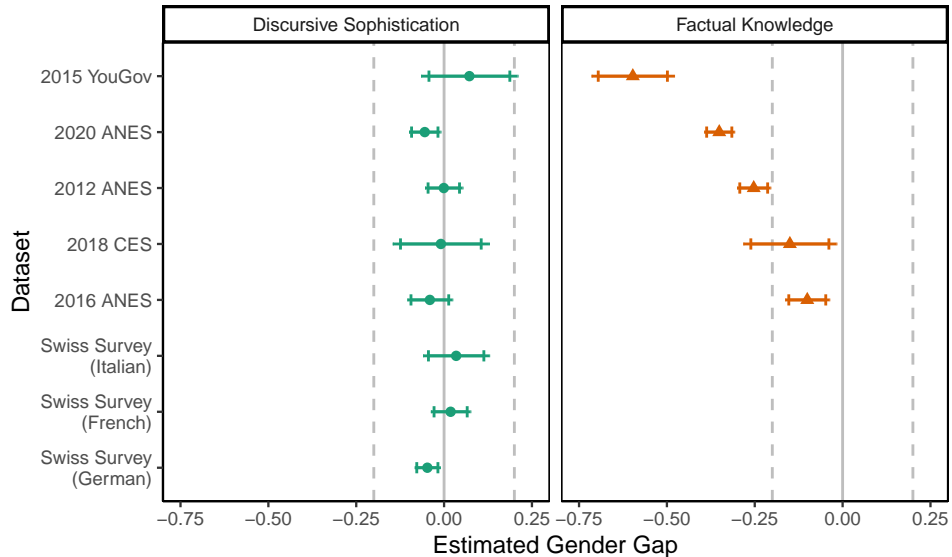 Discursive Sophistication
Factual Knowledge
Dataset
2015 YouGov
2020 ANES
2012 ANES
2018 CES
2016 ANES
Swiss Survey
(Italian)
Swiss Survey
(French)
Swiss Survey
(German)
−0.75 −0.50 −0.25 0.00 0.25
−0.75 −0.50 −0.25 0.00 0.25
Estimated Gender Gap